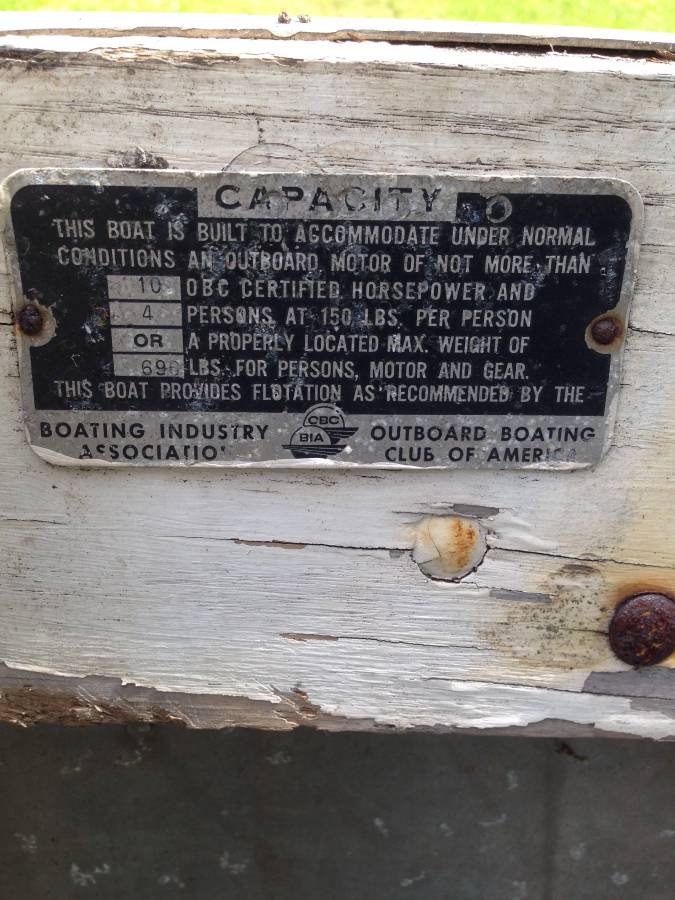 CAPACITY
THIS BOAT IS BUILT TO ACCOMMODATE UNDER NORMAL
CONDITIONS AN OUTBOARD MOTOR OF NOT MORE THAN
10 OBC CERTIFIED HORSEPOWER AND
4 PERSONS AT 150 LBS. PER PERSON
OR A PROPERLY LOCATED MAX. WEIGHT OF
LBS. FOR PERSONS, MOTOR AND GEAR.
THIS BOAT PROVIDES FLOTATION AS RECOMMENDED BY THE
BOATING INDUSTRY
ASSOCIATION
OBC
BIA
OUTBOARD BOATING
CLUB OF AMERICA